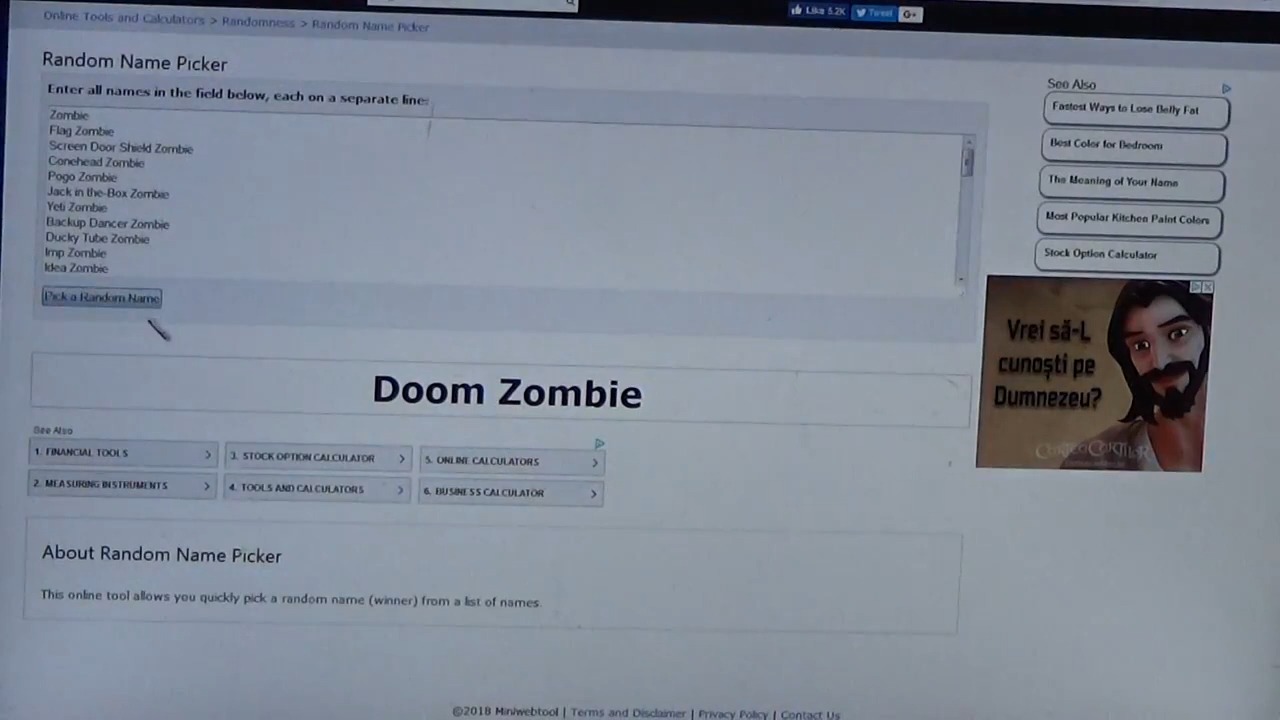 Like 5.2K
Tweet
G+
Online Tools and Calculators > Randomness > Random Name Picker
Random Name Picker
Enter all names in the field below, each on a separate line:
Zombie
Flag Zombie
Screen Door Shield Zombie
Conehead Zombie
Pogo Zombie
Jack in the-Box Zombie
Yeti Zombie
Backup Dancer Zombie
Ducky Tube Zombie
Imp Zombie
Idea Zombie
Pick a Random Name
Doom Zombie
See Also
1. FINANCIAL TOOLS
3. STOCK OPTION CALCULATOR
5. ONLINE CALCULATORS
2. MEASURING INSTRUMENTS
4. TOOLS AND CALCULATORS
6. BUSINESS CALCULATOR
About Random Name Picker
This online tool allows you quickly pick a random name (winner) from a list of names.
See Also
Fastest Ways to Lose Belly Fat
Best Color for Bedroom
The Meaning of Your Name
Most Popular Kitchen Paint Colors
Stock Option Calculator
Vrei să-L
cunoști pe
Dumnezeu?
©2018 Miniwebtool | Terms and Disclaimer | Privacy Policy | Contact Us